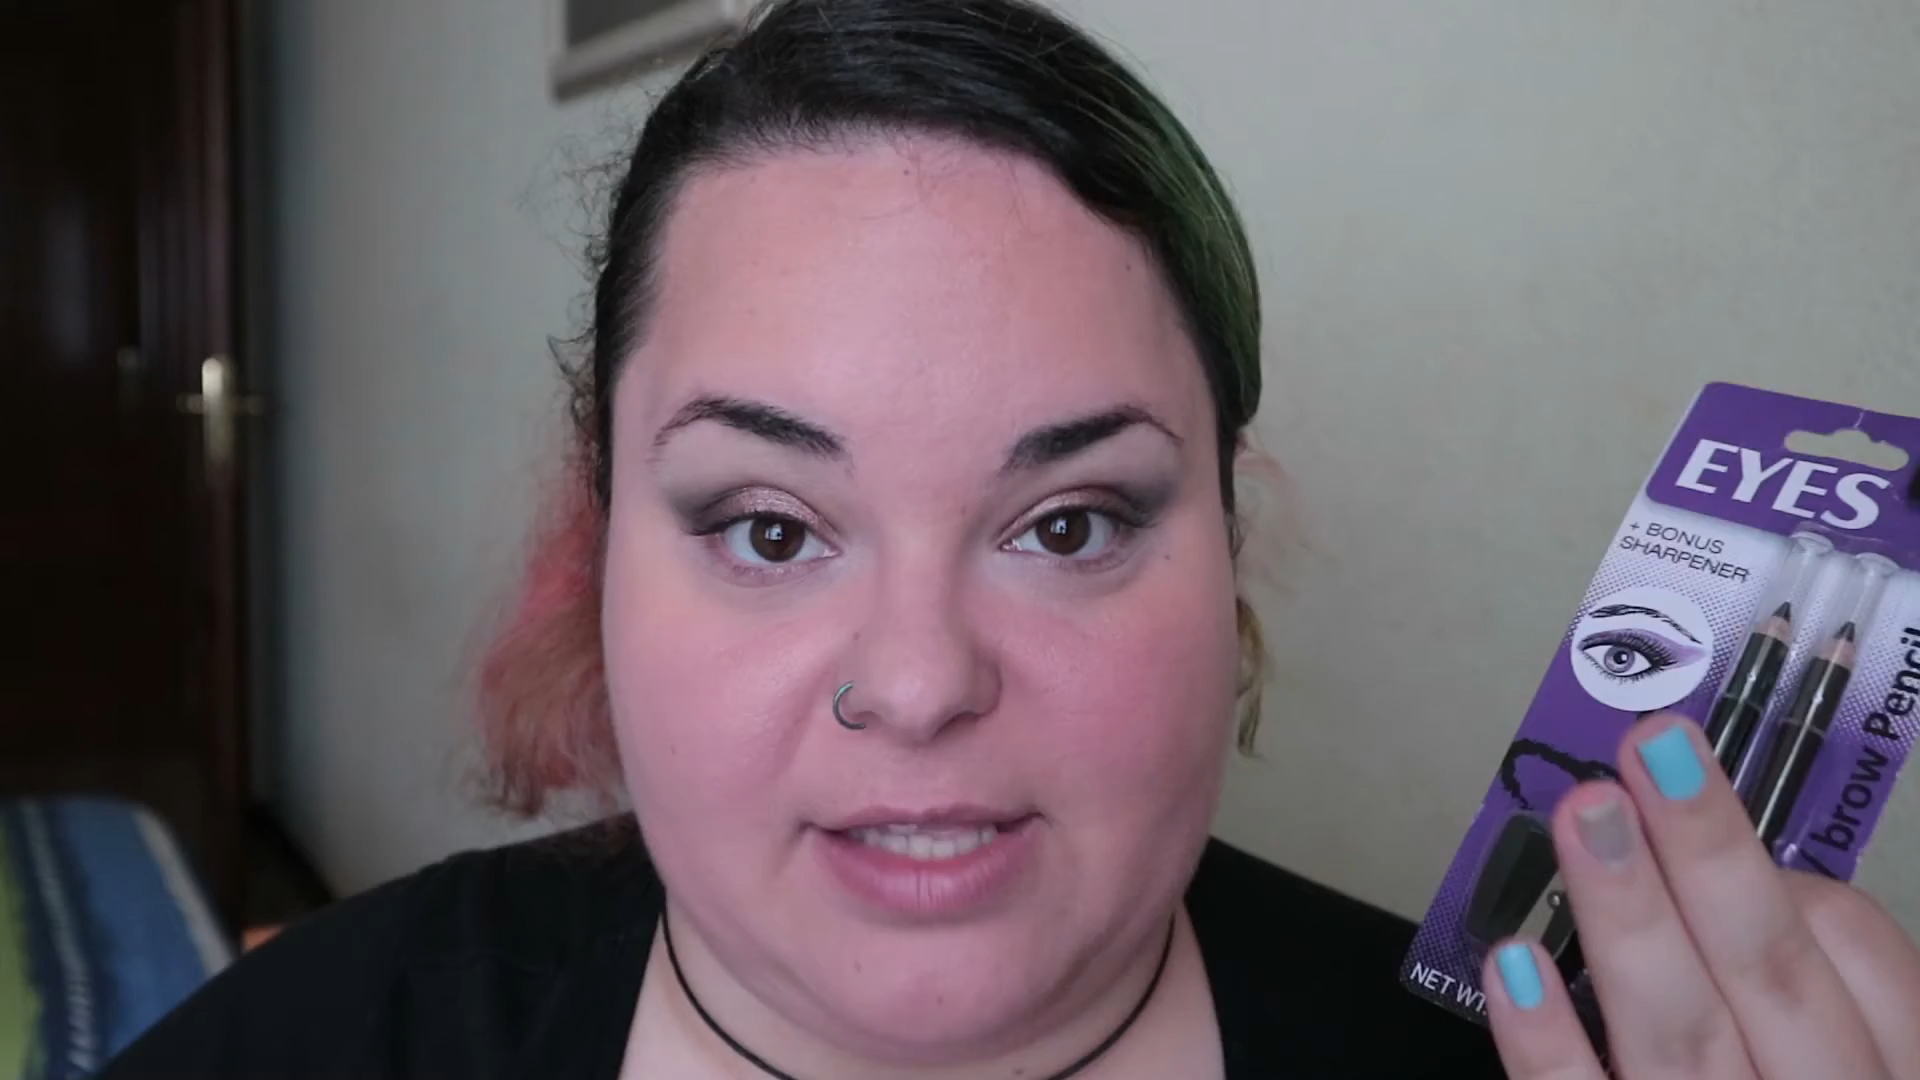 EYES
+ BONUS
SHARPENER
/ brow Pencil
NET WT.